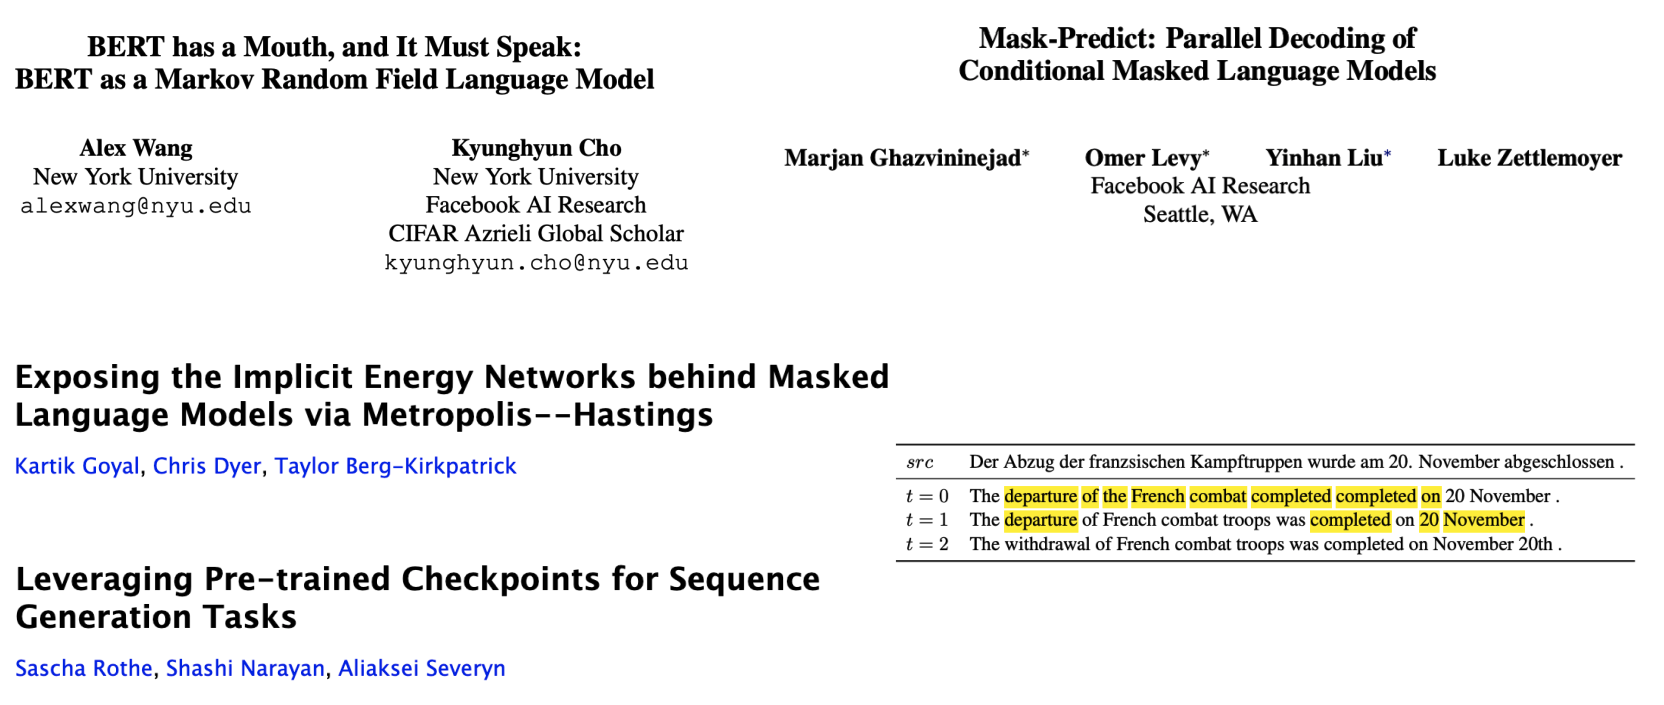 BERT has a Mouth, and It Must Speak:
BERT as a Markov Random Field Language Model
Alex Wang
New York University
alexwang@nyu.edu
Kyunghyun Cho
New York University
Facebook AI Research
CIFAR Azrieli Global Scholar
kyunghyun.cho@nyu.edu
Mask-Predict: Parallel Decoding of
Conditional Masked Language Models
Marjan Ghazvininejad* Omer Levy* Yinhan Liu* Luke Zettlemoyer
Facebook AI Research
Seattle, WA
Exposing the Implicit Energy Networks behind Masked
Language Models via Metropolis--Hastings
Kartik Goyal, Chris Dyer, Taylor Berg-Kirkpatrick
src Der Abzug der franzsischen Kampftruppen wurde am 20. November abgeschlossen .
t = 0 The departure of the French combat completed completed on 20 November .
t = 1 The departure of French combat troops was completed on 20 November .
t = 2 The withdrawal of French combat troops was completed on November 20th .
Leveraging Pre-trained Checkpoints for Sequence
Generation Tasks
Sascha Rothe, Shashi Narayan, Aliaksei Severyn